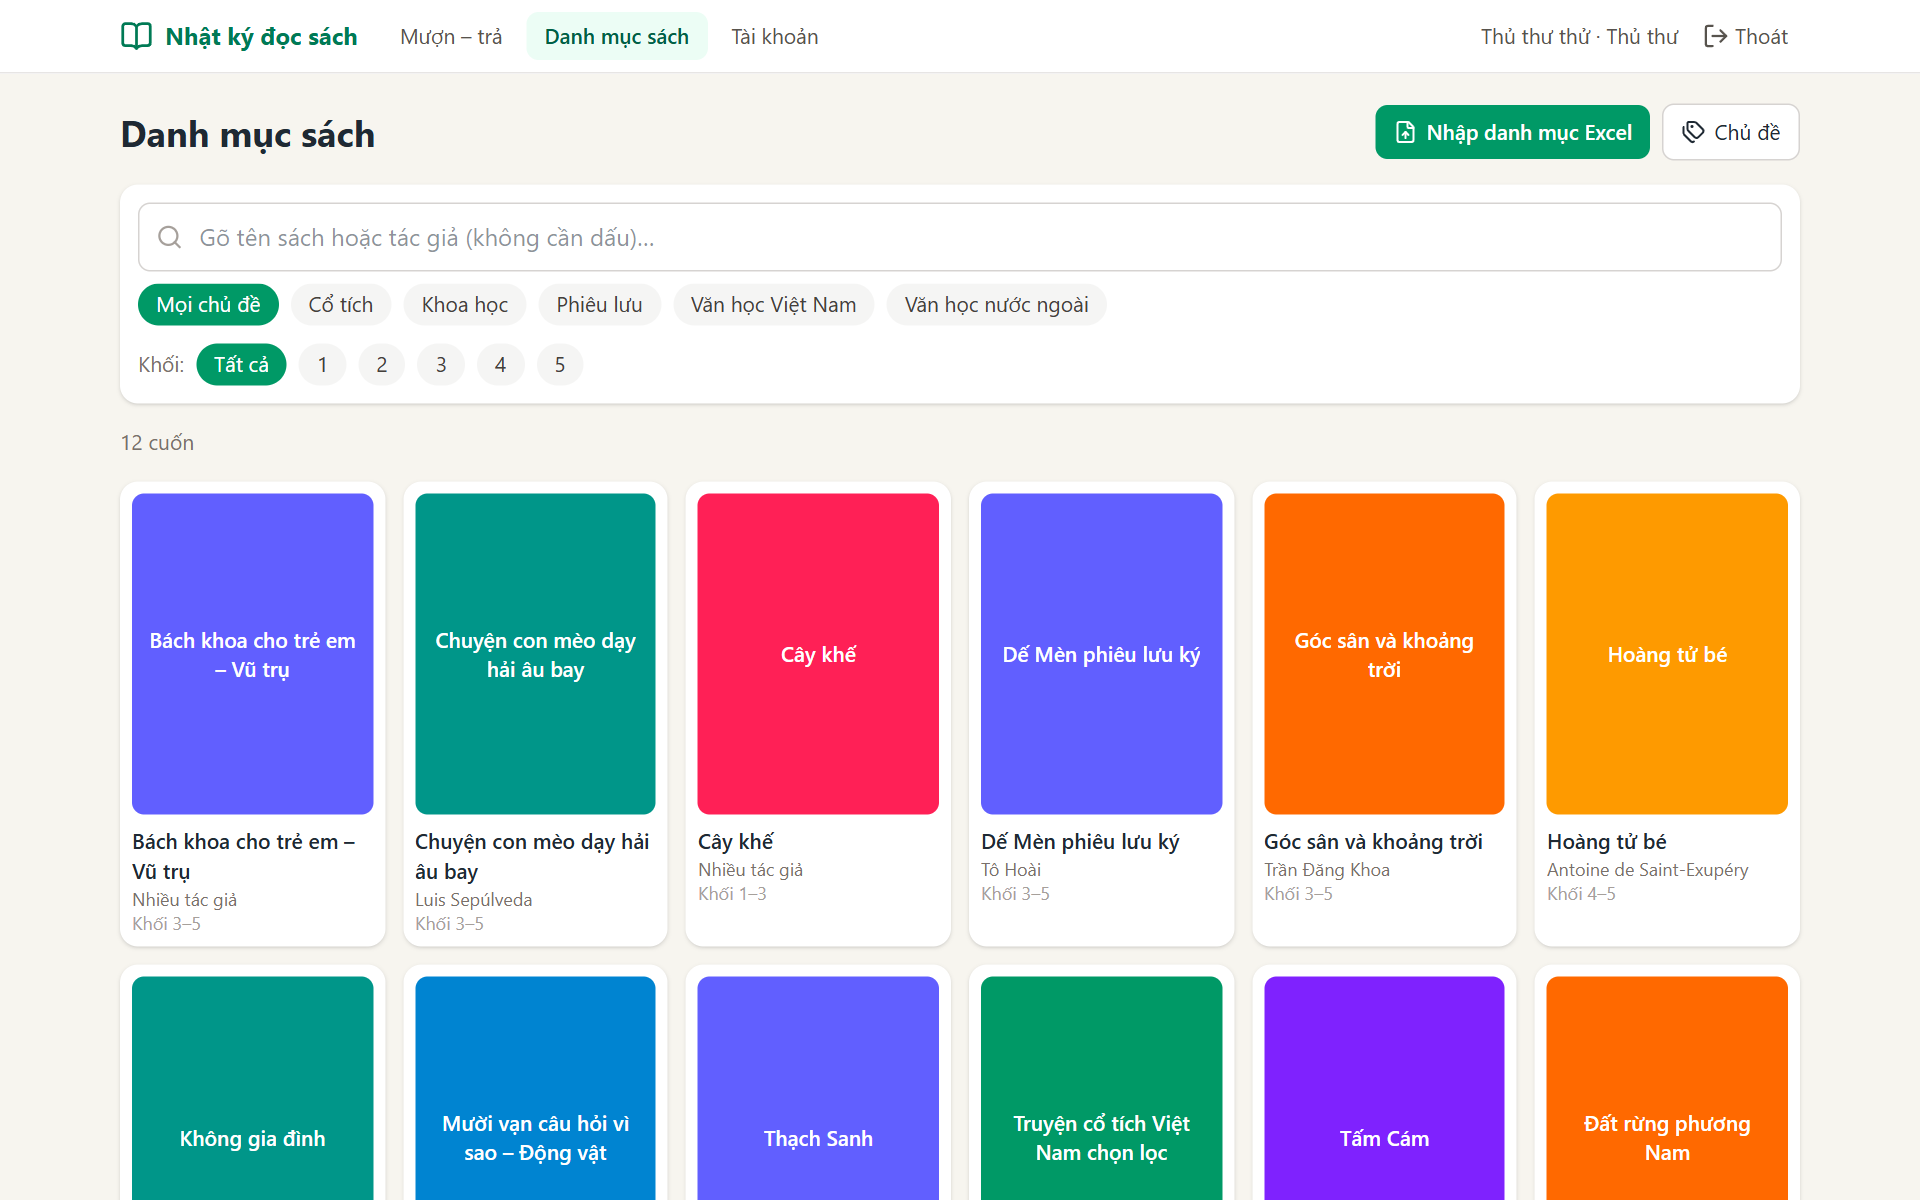 Nhật ký đọc sách
Mượn – trả
Danh mục sách
Tài khoản
Thủ thư thử · Thủ thư
Thoát
Danh mục sách
Nhập danh mục Excel
Chủ đề
Gõ tên sách hoặc tác giả (không cần dấu)...
Mọi chủ đề
Cổ tích
Khoa học
Phiêu lưu
Văn học Việt Nam
Văn học nước ngoài
Khối:
Tất cả
1
2
3
4
5
12 cuốn
Bách khoa cho trẻ em
– Vũ trụ
Bách khoa cho trẻ em –
Vũ trụ
Nhiều tác giả
Khối 3–5
Chuyện con mèo dạy
hải âu bay
Chuyện con mèo dạy hải
âu bay
Luis Sepúlveda
Khối 3–5
Cây khế
Cây khế
Nhiều tác giả
Khối 1–3
Dế Mèn phiêu lưu ký
Dế Mèn phiêu lưu ký
Tô Hoài
Khối 3–5
Góc sân và khoảng
trời
Góc sân và khoảng trời
Trần Đăng Khoa
Khối 3–5
Hoàng tử bé
Hoàng tử bé
Antoine de Saint-Exupéry
Khối 4–5
Không gia đình
Mười vạn câu hỏi vì
sao – Động vật
Thạch Sanh
Truyện cổ tích Việt
Nam chọn lọc
Tấm Cám
Đất rừng phương
Nam